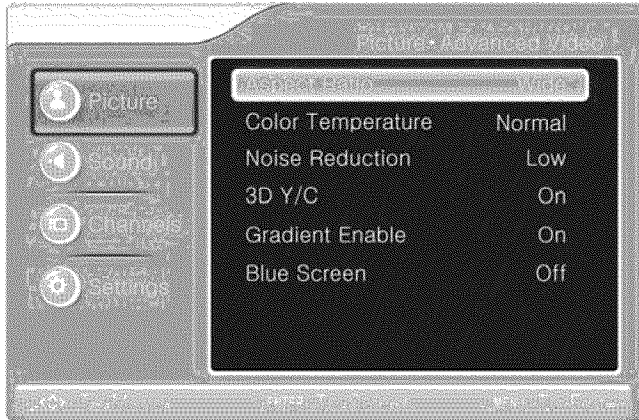 Picture • Advanced Video
Picture
Sound
Channels
Settings
Aspect Ratio Wide
Color Temperature Normal
Noise Reduction Low
3D Y/C On
Gradient Enable On
Blue Screen Off
ENTER